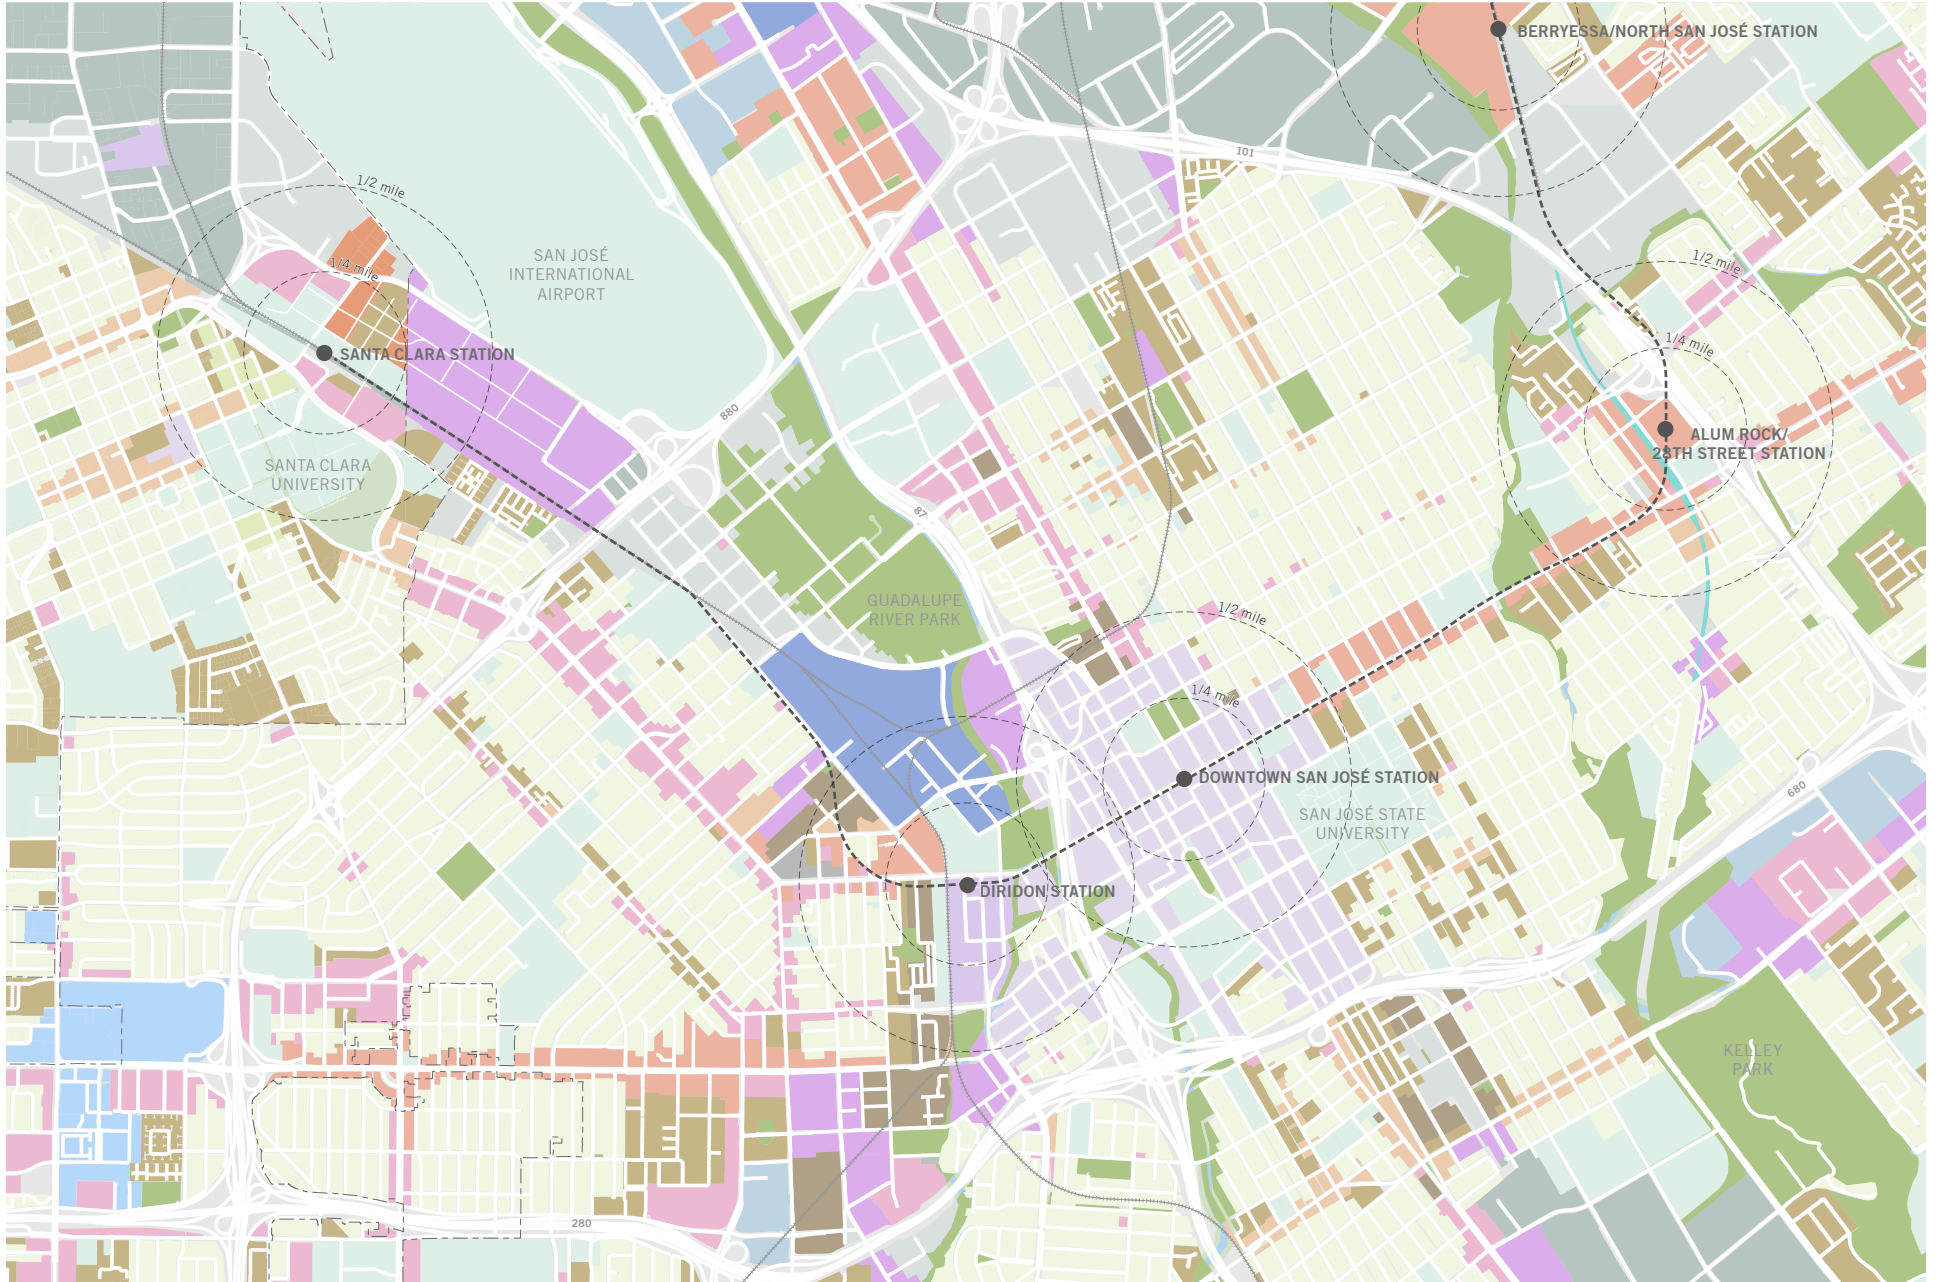 BERRYESSA/NORTH SAN JOSÉ STATION
101
1/2 mile
SAN JOSÉ
INTERNATIONAL
AIRPORT
1/4 mile
1/2 mile
SANTA CLARA STATION
1/4 mile
880
ALUM ROCK/
28TH STREET STATION
SANTA CLARA
UNIVERSITY
87
GUADALUPE
RIVER PARK
1/2 mile
1/4 mile
DOWNTOWN SAN JOSÉ STATION
680
SAN JOSÉ STATE
UNIVERSITY
DIRIDON STATION
KELLEY
PARK
280